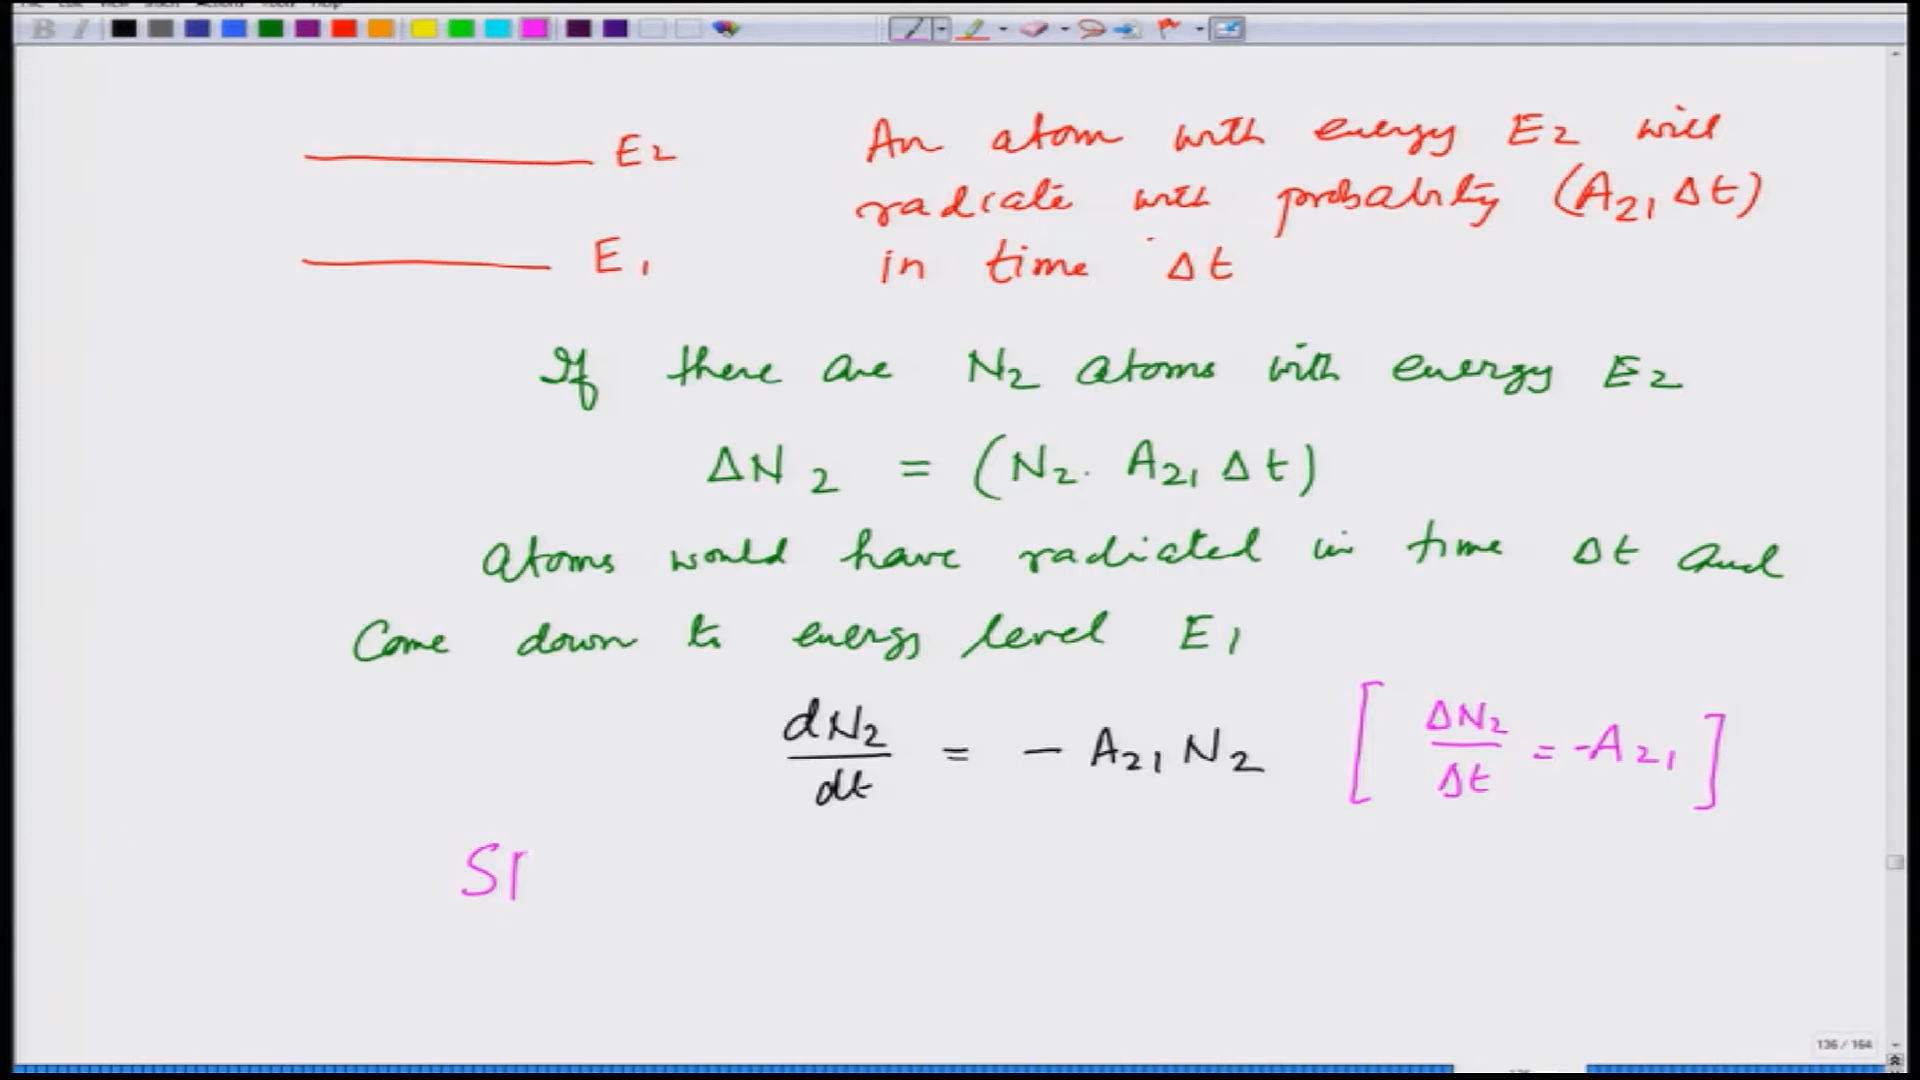 E2
An atom with energy E2 will
radiate with probability (A21 Δt)
E1
in time Δt
If there are N2 atoms with energy E2
ΔN2 = (N2. A21 Δt)
atoms would have radiated in time Δt and
Come down to energy level E1
dN2/dt = - A21 N2 [ ΔN2/Δt = -A21 ]
SP
136 / 164